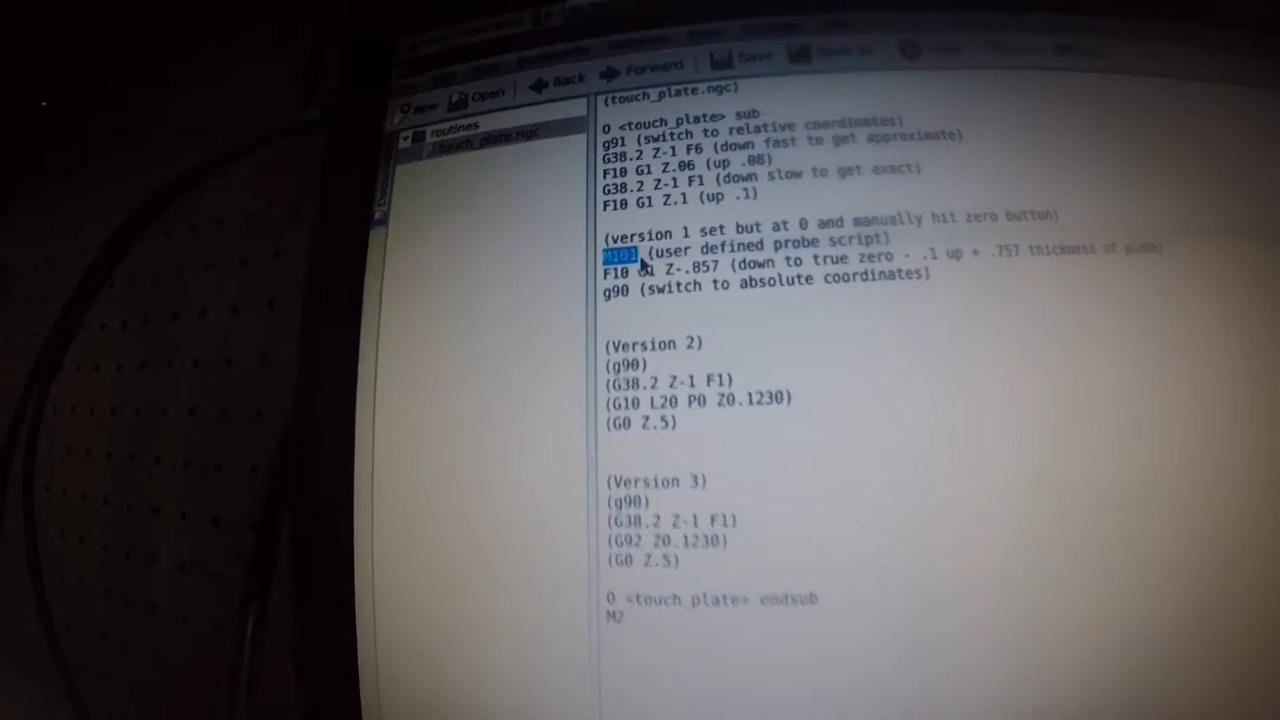 New Open Back Forward Save
routines
touch_plate.ngc
(touch_plate.ngc)
O <touch_plate> sub
g91 (switch to relative coordinates)
G38.2 Z-1 F6 (down fast to get approximate)
F10 G1 Z.06 (up .08)
G38.2 Z-1 F1 (down slow to get exact)
F10 G1 Z.1 (up .1)
(version 1 set but at 0 and manually hit zero button)
M101 (user defined probe script)
F10 G1 Z-.857 (down to true zero - .1 up + .757 thickness of plate)
g90 (switch to absolute coordinates)
(Version 2)
(g90)
(G38.2 Z-1 F1)
(G10 L20 P0 Z0.1230)
(G0 Z.5)
(Version 3)
(g90)
(G38.2 Z-1 F1)
(G92 Z0.1230)
(G0 Z.5)
O <touch plate> endsub
M2